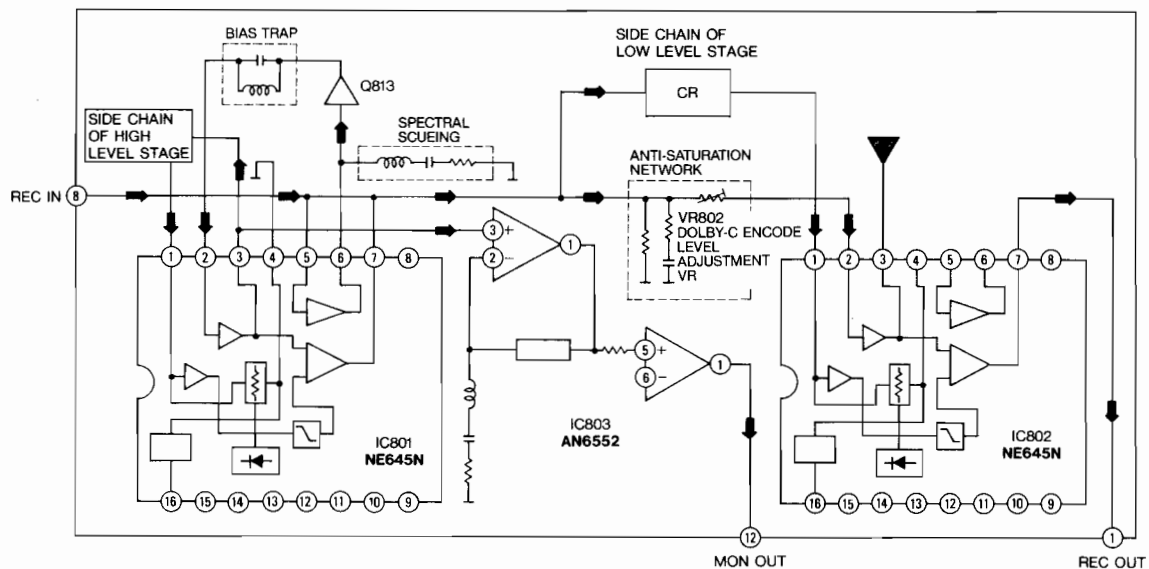 BIAS TRAP
Q813
SIDE CHAIN OF
LOW LEVEL STAGE
CR
SIDE CHAIN
OF HIGH
LEVEL STAGE
SPECTRAL
SCUEING
ANTI-SATURATION
NETWORK
REC IN 8
VR802
DOLBY-C ENCODE
LEVEL
ADJUSTMENT
VR
1 2 3 4 5 6 7 8
3 +
2 −
1
1 2 3 4 5 6 7 8
5 +
6 −
1
IC801
NE645N
IC803
AN6552
IC802
NE645N
16 15 14 13 12 11 10 9
16 15 14 13 12 11 10 9
12
MON OUT
1
REC OUT